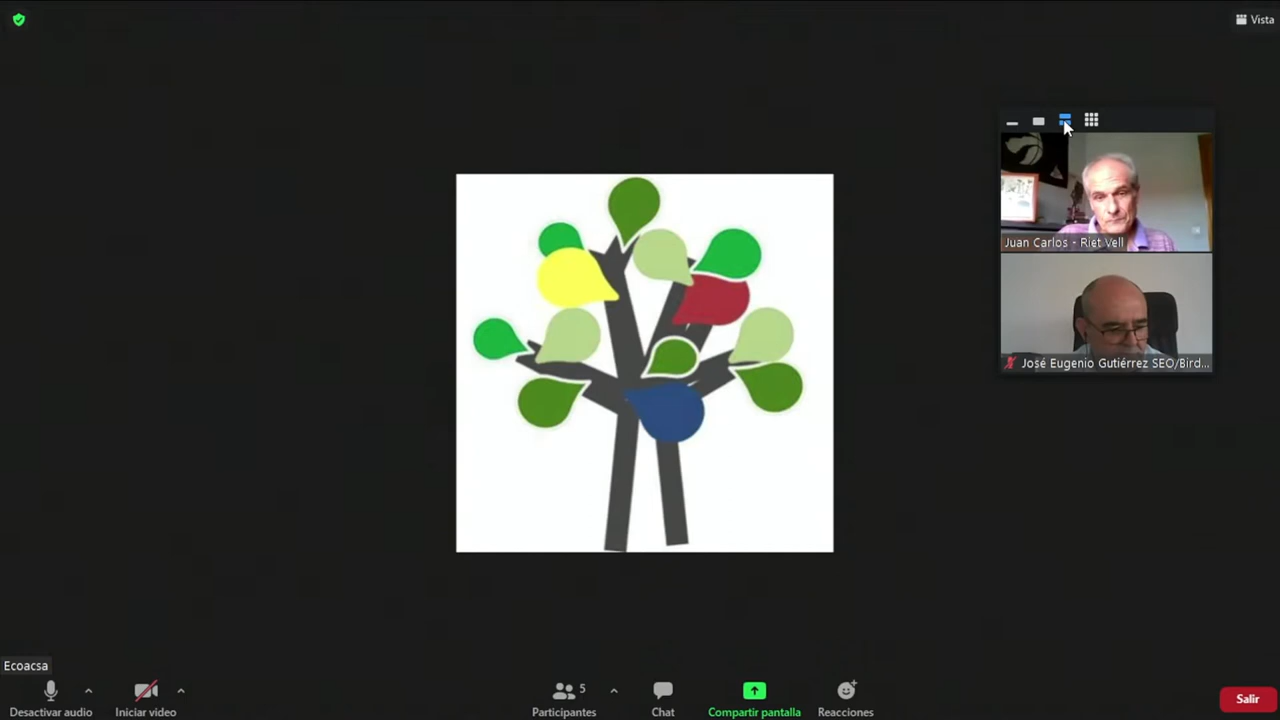 Vista
Juan Carlos - Riet Vell
José Eugenio Gutiérrez SEO/Bird...
Ecoacsa
Desactivar audio
Iniciar video
5
Participantes
Chat
Compartir pantalla
Reacciones
Salir